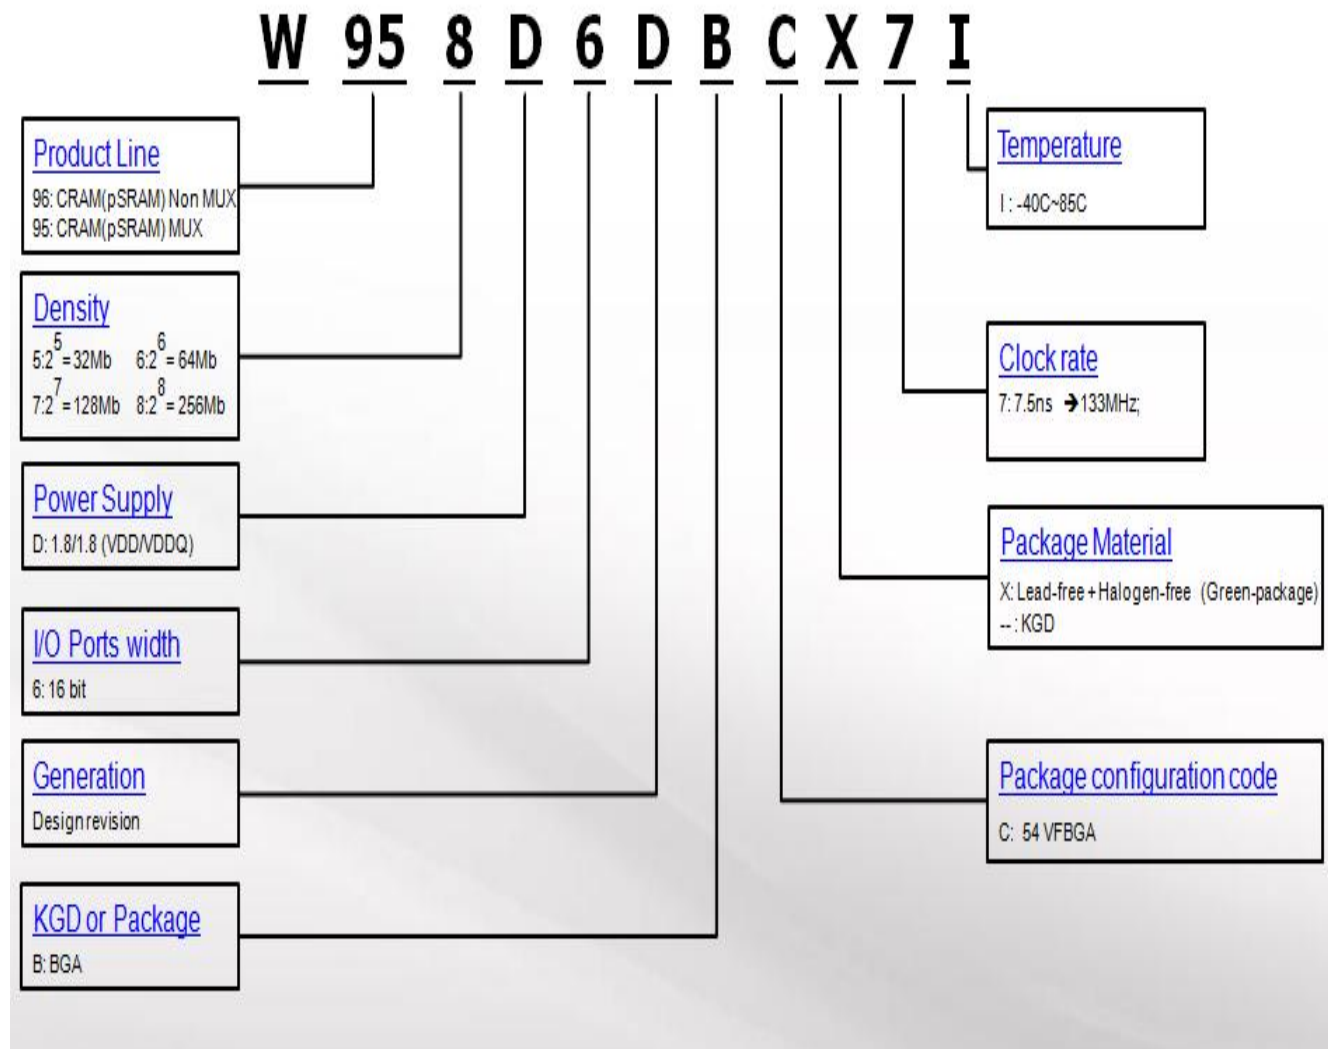 W 95 8 D 6 D B C X 7 I
Product Line
96: CRAM(pSRAM) Non MUX
95: CRAM(pSRAM) MUX
Density
5:2^5 = 32Mb 6:2^6 = 64Mb
7:2^7 = 128Mb 8:2^8 = 256Mb
Power Supply
D: 1.8/1.8 (VDD/VDDQ)
I/O Ports width
6: 16 bit
Generation
Design revision
KGD or Package
B: BGA
Temperature
I : -40C~85C
Clock rate
7: 7.5ns ➔133MHz;
Package Material
X: Lead-free + Halogen-free (Green-package)
-- : KGD
Package configuration code
C: 54 VFBGA